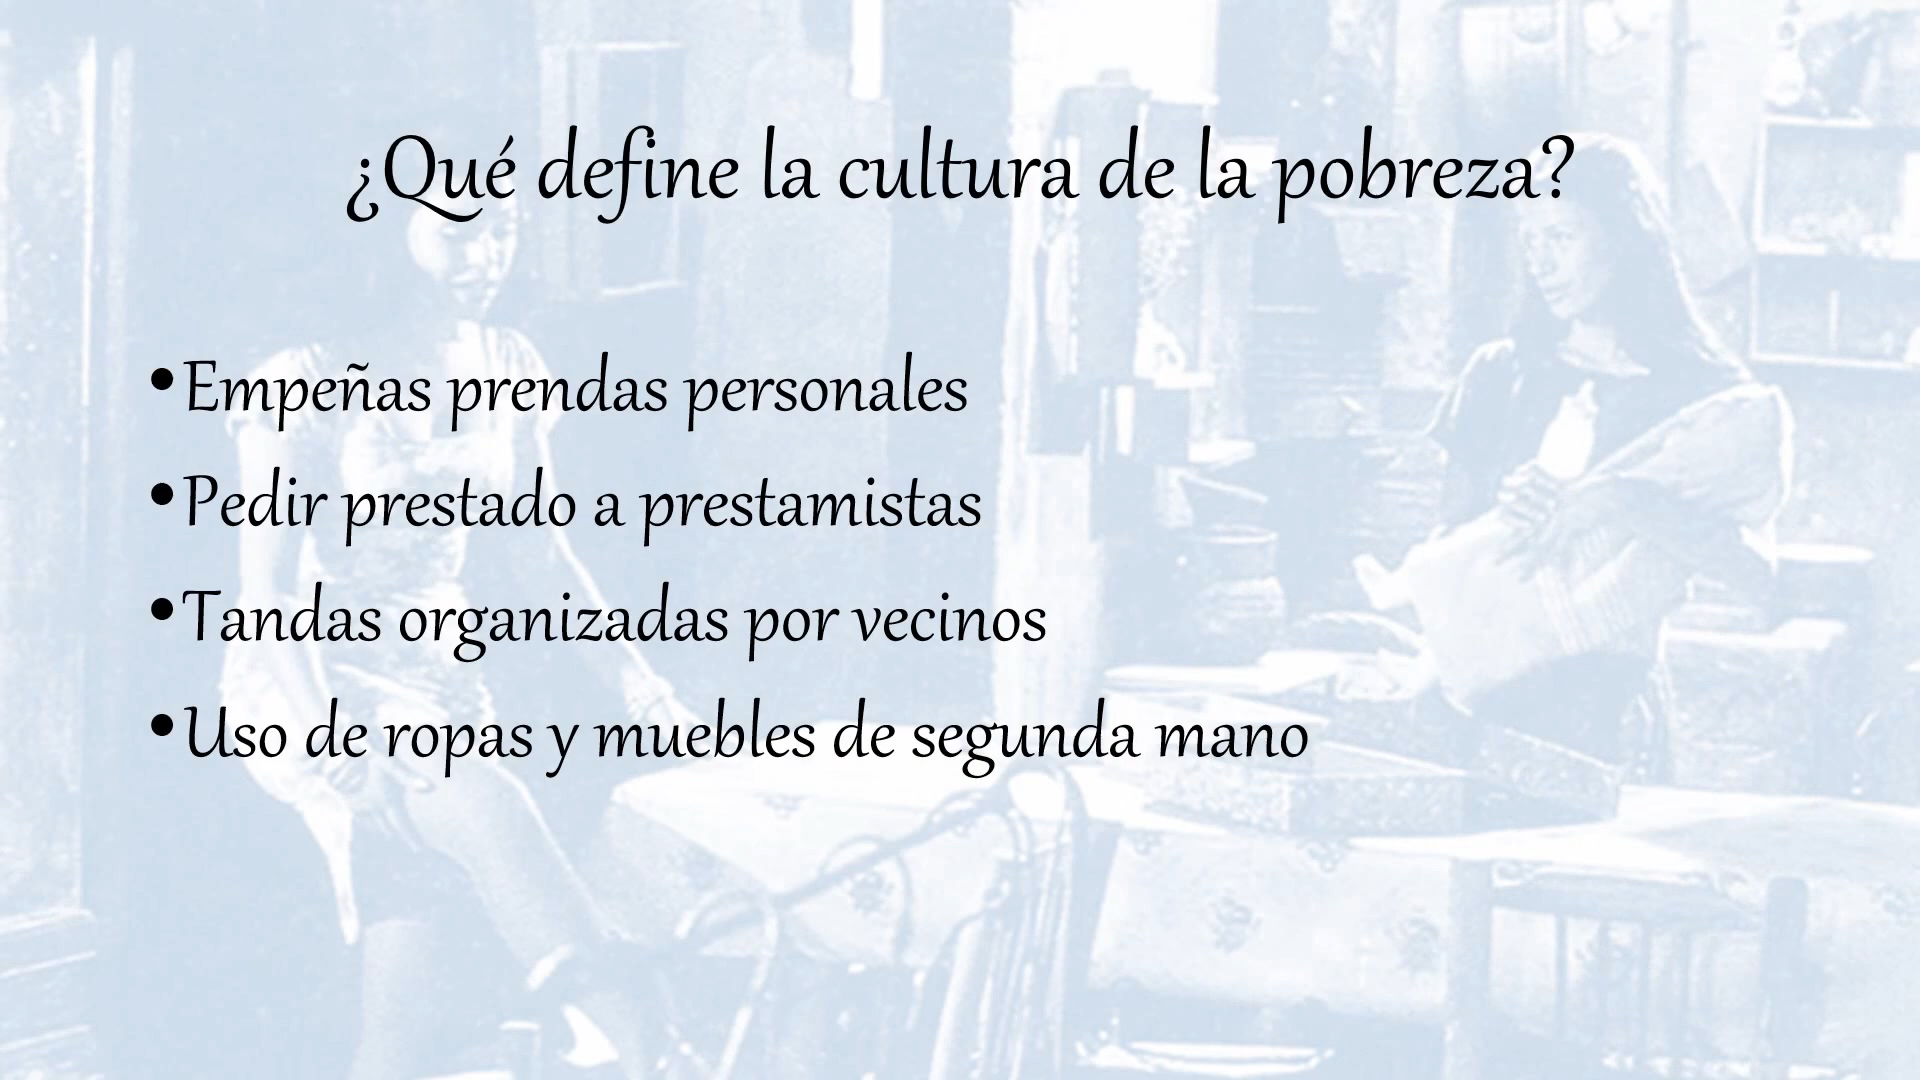 ¿Qué define la cultura de la pobreza?
•Empeñas prendas personales
•Pedir prestado a prestamistas
•Tandas organizadas por vecinos
•Uso de ropas y muebles de segunda mano